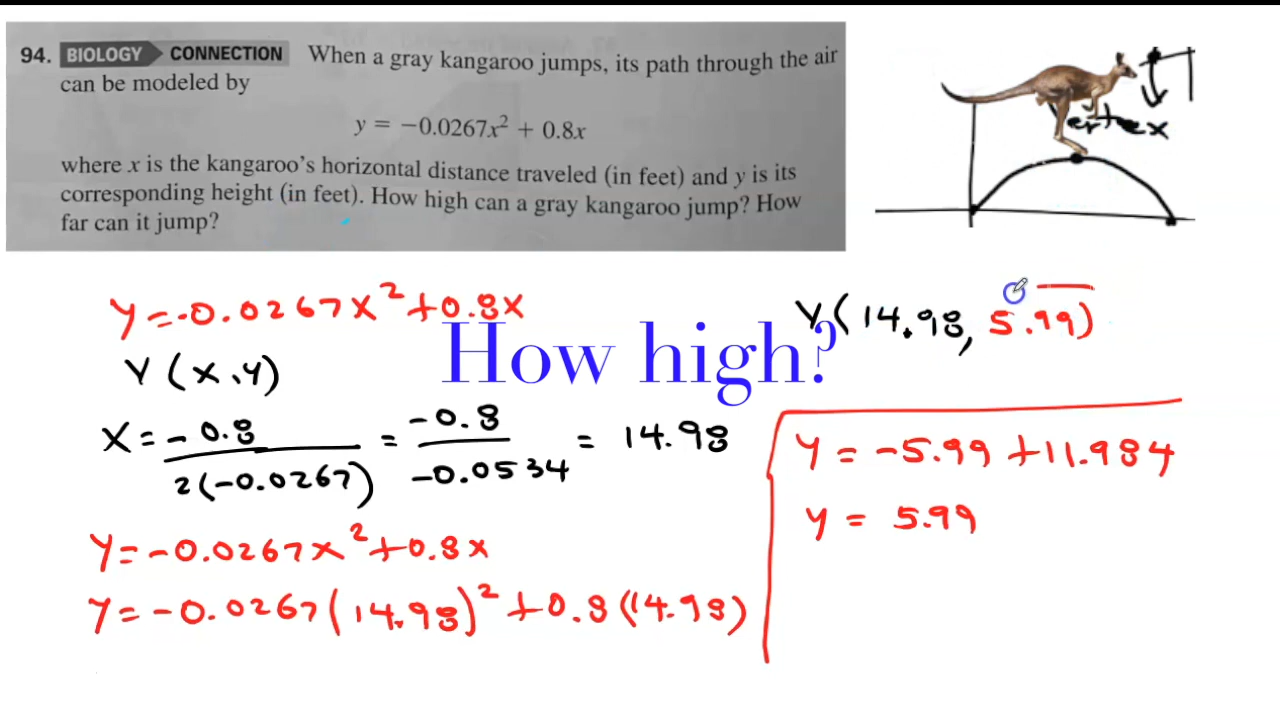 94. BIOLOGY CONNECTION When a gray kangaroo jumps, its path through the air
can be modeled by
y = −0.0267x² + 0.8x
where x is the kangaroo's horizontal distance traveled (in feet) and y is its
corresponding height (in feet). How high can a gray kangaroo jump? How
far can it jump?
Vertex
Y=-0.0267x²+0.8x
V(x,y)
X = -0.8/2(-0.0267) = -0.8/-0.0534 = 14.98
Y=-0.0267x²+0.8x
Y=-0.0267(14.98)²+0.8(14.98)
How high?
V(14.98, 5.99)
Y = -5.99 +11.984
Y = 5.99